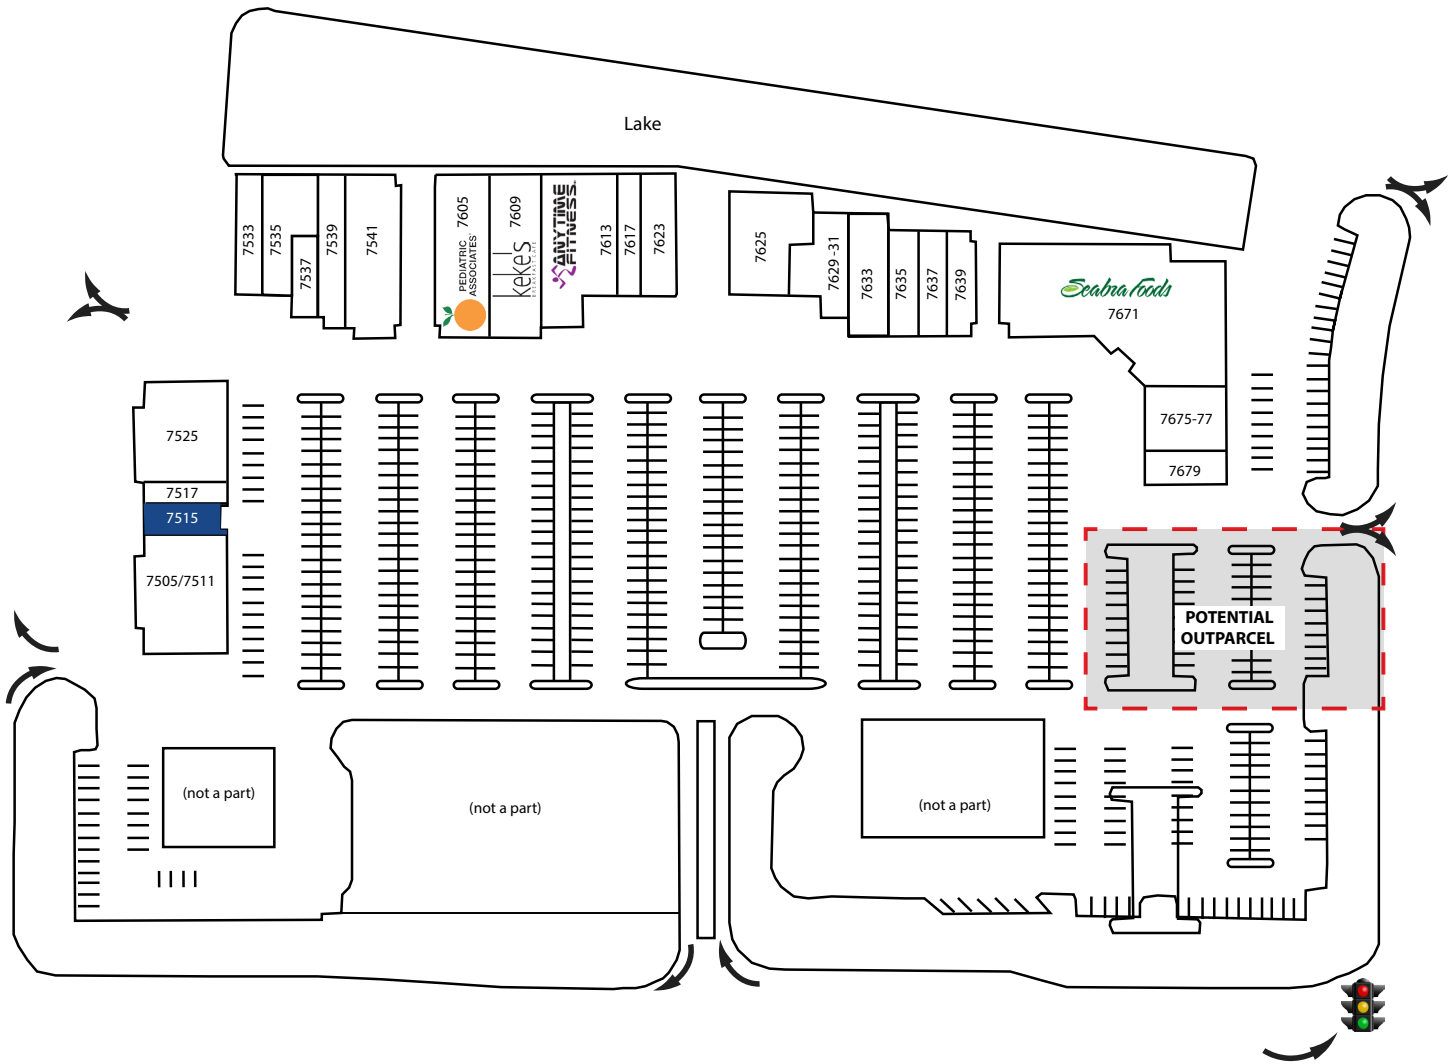 Lake
7533
7535
7537
7539
7541
7605
PEDIATRIC
ASSOCIATES
7609
kekes
BREAKFAST CAFE
ANYTIME
FITNESS
7613
7617
7623
7625
7629 -31
7633
7635
7637
7639
Seabra Foods
7671
7675-77
7679
7525
7517
7515
7505/7511
POTENTIAL
OUTPARCEL
(not a part)
(not a part)
(not a part)